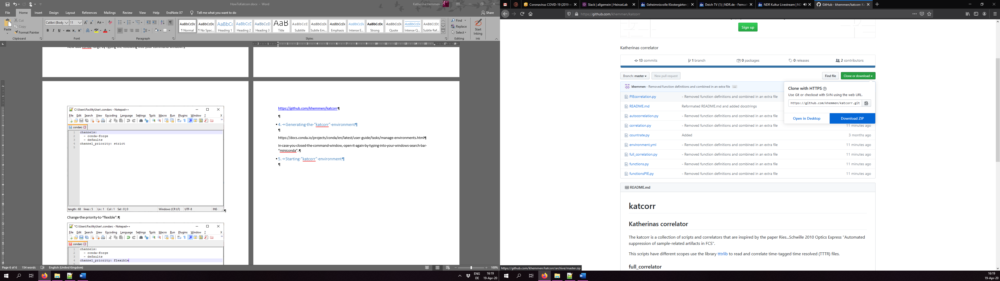 HowToKatcorr.docx - Word
Katherina Hemmen
File Home Insert Design Layout References Mailings Review View Help EndNote X7 Tell me what you want to do
Share
Paste
Cut
Copy
Format Painter
Clipboard
Calibri (Body) 11
Font
Paragraph
AaBbCcDc AaBbCcDc AaBbCc AaBbCcD AaBbCcD AaB AaBbCcD AaBbCcDc AaBbCcDc AaBbCcDc AaBbCcDc AaBbCcDc AaBbCcDc AaBbCcDc
¶ Normal ¶ No Spac... Heading 1 Heading 2 Heading 3 Title Subtitle Subtle Em... Emphasis Intense E... Strong Quote Intense Q... Subtle Ref...
Styles
Find
Replace
Select
Editing
Start
Inking
Ink
Now add conda-forge by typing the following into your command window:¶
C:\Users\FacilityUser\.condarc - Notepad++
File Edit Search View Encoding Language Settings Tools Macro Run Plugins Window ? X
.condarc
1 channels:
2 - conda-forge
3 - defaults
4 channel_priority: strict
5
length : 68 lines : 5 Ln : 1 Col : 1 Sel : 0 | 0 Windows (CR LF) UTF-8 INS
¶
Change·the·priority·to·“flexible”:¶
*C:\Users\FacilityUser\.condarc - Notepad++
File Edit Search View Encoding Language Settings Tools Macro Run Plugins Window ? X
.condarc
1 channels:
2 - conda-forge
3 - defaults
4 channel_priority: flexible
5
https://github.com/khemmen/katcorr¶
¶
4.→Generating·the·“katcorr”·environment¶
¶
https://docs.conda.io/projects/conda/en/latest/user-guide/tasks/manage-environments.html¶
In·case·you·closed·the·command·window,·open·it·again·by·typing·into·your·windows·search·bar·
“miniconda”.¶
5.→Starting·“katcorr”·environment¶
¶
Page 6 of 6 154 words English (United Kingdom) 100%
ENG
DE
16:19
19-Apr-20
Coronavirus COVID-19 (2019-n
Slack | allgemein | HeinzeLab
Geheimnisvolle Klostergärten |
Deich TV (1) | NDR.de - Fernseh
NDR Kultur Livestream | ND
GitHub - khemmen/katcorr: Ka
https://github.com/khemmen/katcorr
Sign up
Katherinas correlator
13 commits 1 branch 0 packages 0 releases 2 contributors
Branch: master New pull request Find file Clone or download
khemmen - Removed function definitions and combined in an extra file ...
Clone with HTTPS
Use Git or checkout with SVN using the web URL.
https://github.com/khemmen/katcorr.git
Open in Desktop Download ZIP
PIEcorrelation.py - Removed function definitions and combined in an extra file
README.md Reformated README.md and added docstrings
autocorrelation.py - Removed function definitions and combined in an extra file
correlation.py - Removed function definitions and combined in an extra file 11 minutes ago
countrate.py Added 3 months ago
environment.yml - Removed function definitions and combined in an extra file 11 minutes ago
full_correlation.py - Removed function definitions and combined in an extra file 11 minutes ago
functions.py - Removed function definitions and combined in an extra file 11 minutes ago
functionsPIE.py - Removed function definitions and combined in an extra file 11 minutes ago
README.md
katcorr
Katherinas correlator
The katcorr is a collection of scripts and correlators that are inspired by the paper Ries...Schwille 2010 Optics Express "Automated
suppression of sample-related artifacts in FCS".
This scripts have different scopes use the library tttrlib to read and correlate time-tagged time resolved (TTTR) files.
full_correlator
https://github.com/khemmen/katcorr/archive/master.zip
16:19
19-Apr-20